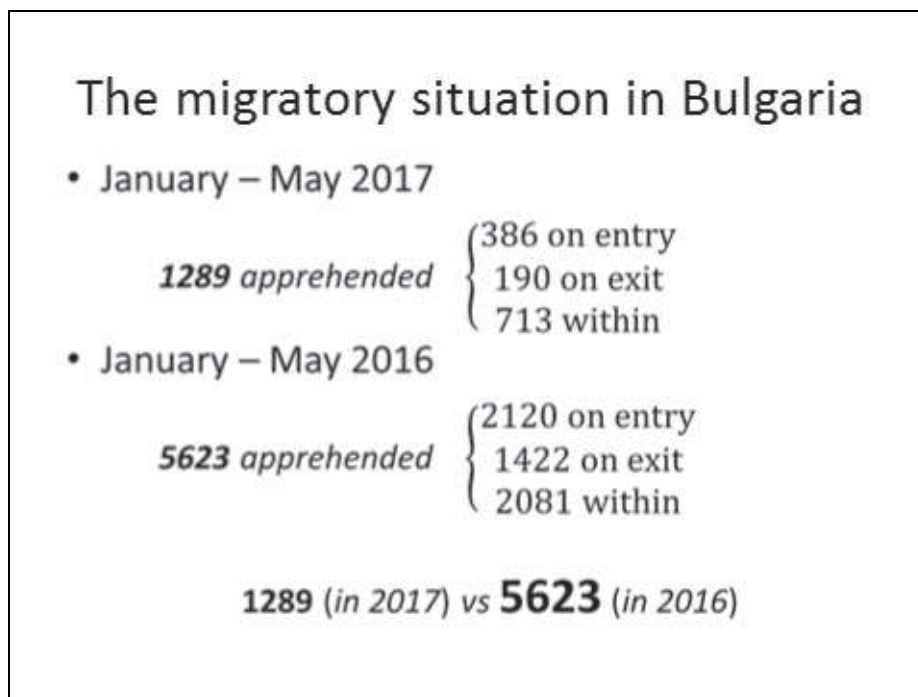 The migratory situation in Bulgaria
• January – May 2017
386 on entry
1289 apprehended
190 on exit
713 within
• January – May 2016
2120 on entry
5623 apprehended
1422 on exit
2081 within
1289 (in 2017) vs 5623 (in 2016)